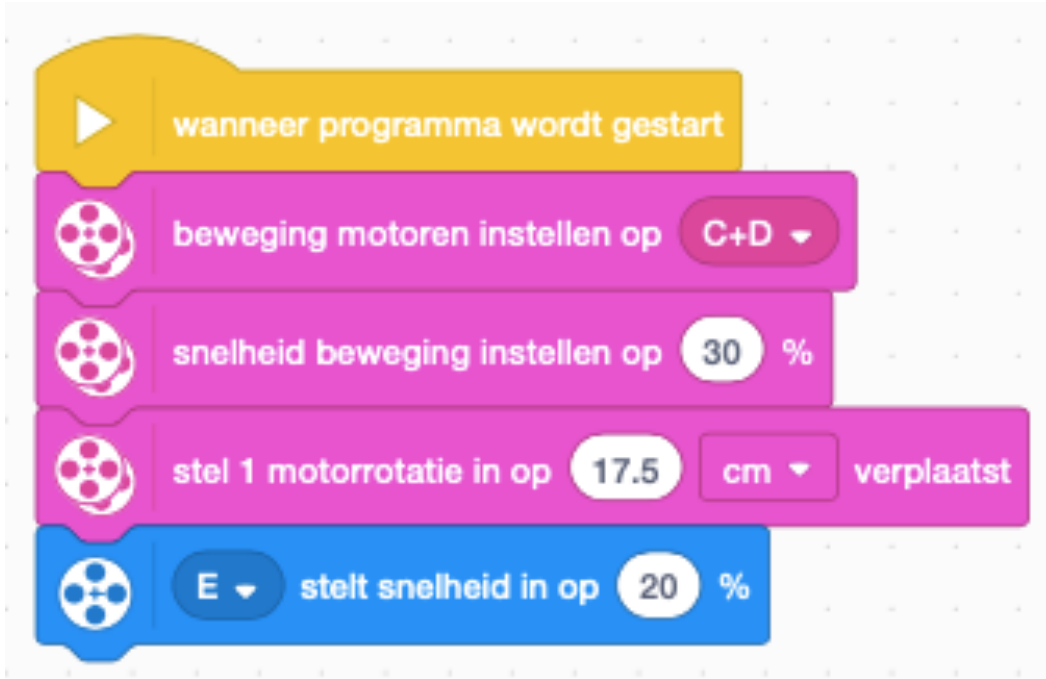 wanneer programma wordt gestart
beweging motoren instellen op C+D
snelheid beweging instellen op 30 %
stel 1 motorrotatie in op 17.5 cm verplaatst
E stelt snelheid in op 20 %